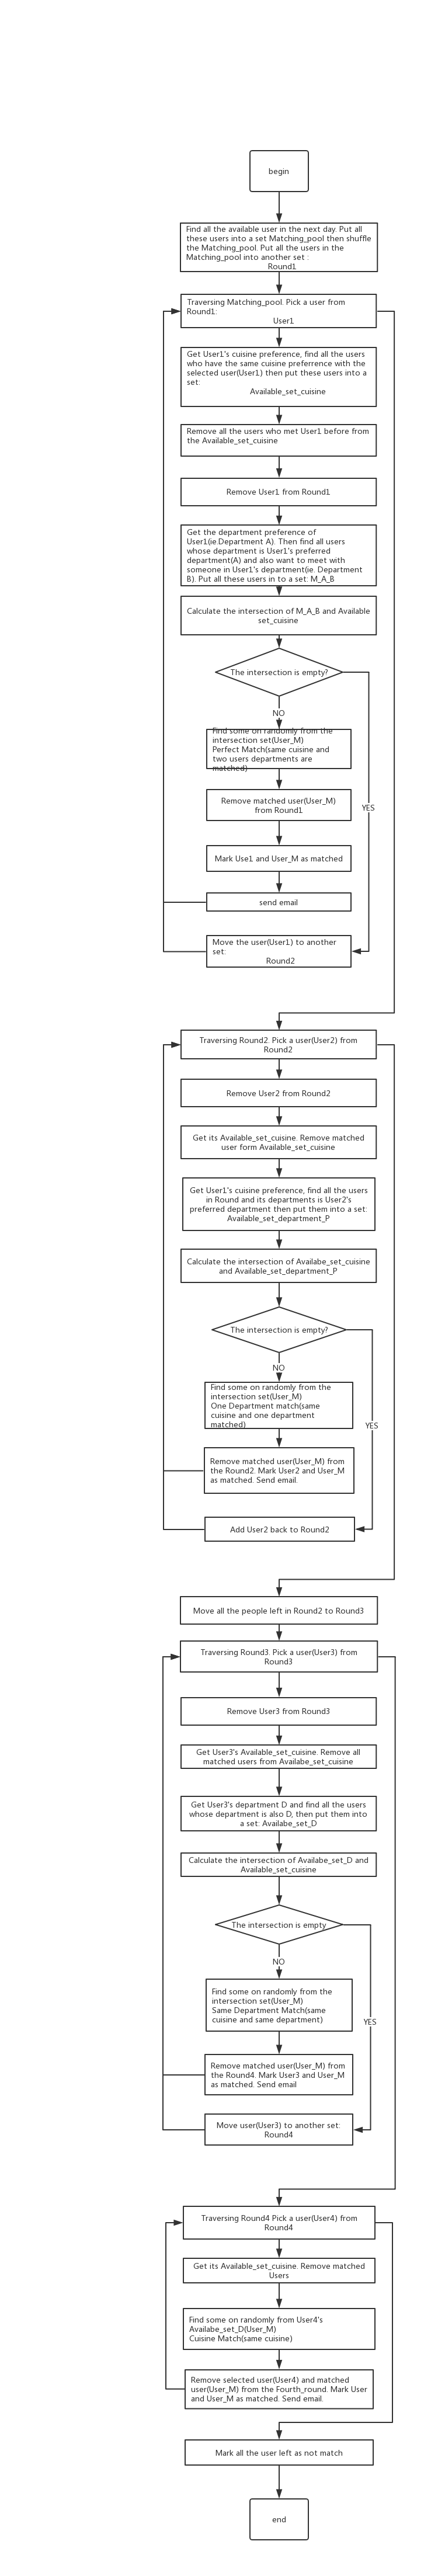 begin
Find all the available user in the next day. Put all
these users into a set Matching_pool then shuffle
the Matching_pool. Put all the users in the
Matching_pool into another set :
Round1
Traversing Matching_pool. Pick a user from
Round1:
User1
Get User1's cuisine preference, find all the users
who have the same cuisine preferrence with the
selected user(User1) then put these users into a
set:
Available_set_cuisine
Remove all the users who met User1 before from
the Available_set_cuisine
Remove User1 from Round1
Get the department preference of
User1(ie.Department A). Then find all users
whose department is User1's preferred
department(A) and also want to meet with
someone in User1's department(ie. Department
B). Put all these users in to a set: M_A_B
Calculate the intersection of M_A_B and Available
set_cuisine
The intersection is empty?
NO
Find some on randomly from the
intersection set(User_M)
Perfect Match(same cuisine and
two users departments are
matched)
Remove matched user(User_M)
from Round1
YES
Mark Use1 and User_M as matched
send email
Move the user(User1) to another
set:
Round2
Traversing Round2. Pick a user(User2) from
Round2
Remove User2 from Round2
Get its Available_set_cuisine. Remove matched
user form Available_set_cuisine
Get User1's cuisine preference, find all the users
in Round and its departments is User2's
preferred department then put them into a set:
Available_set_department_P
Calculate the intersection of Availabe_set_cuisine
and Available_set_department_P
The intersection is empty?
NO
Find some on randomly from the
intersection set(User_M)
One Department match(same
cuisine and one department
matched)
YES
Remove matched user(User_M) from
the Round2. Mark User2 and User_M
as matched. Send email.
Add User2 back to Round2
Move all the people left in Round2 to Round3
Traversing Round3. Pick a user(User3) from
Round3
Remove User3 from Round3
Get User3's Available_set_cuisine. Remove all
matched users from Availabe_set_cuisine
Get User3's department D and find all the users
whose department is also D, then put them into
a set: Availabe_set_D
Calculate the intersection of Availabe_set_D and
Available_set_cuisine
The intersection is empty
NO
Find some on randomly from the
intersection set(User_M)
Same Department Match(same
cuisine and same department)
YES
Remove matched user(User_M) from
the Round4. Mark User3 and User_M
as matched. Send email
Move user(User3) to another set:
Round4
Traversing Round4 Pick a user(User4) from
Round4
Get its Available_set_cuisine. Remove matched
Users
Find some on randomly from User4's
Availabe_set_D(User_M)
Cuisine Match(same cuisine)
Remove selected user(User4) and matched
user(User_M) from the Fourth_round. Mark User
and User_M as matched. Send email.
Mark all the user left as not match
end